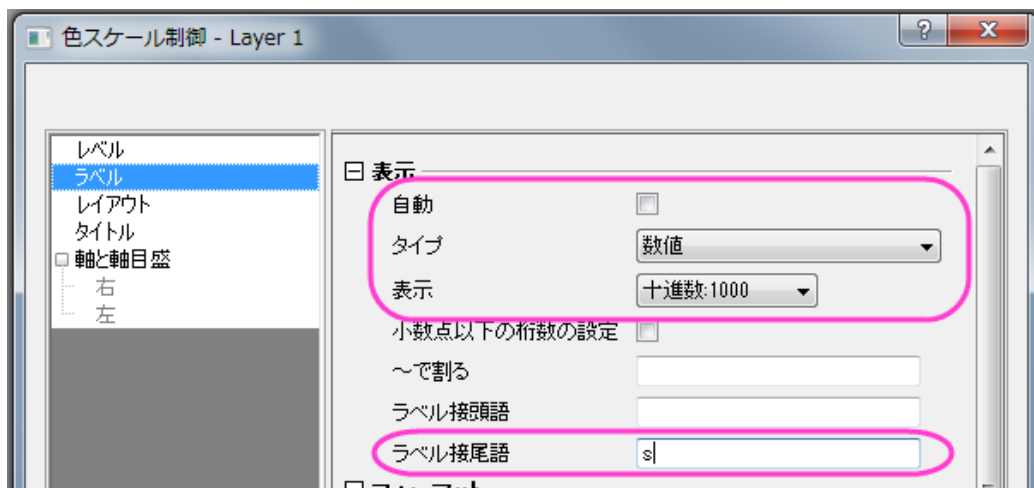 色スケール制御 - Layer 1
レベル
ラベル
レイアウト
タイトル
軸と軸目盛
右
左
表示
自動
タイプ 数値
表示 十進数:1000
小数点以下の桁数の設定
～で割る
ラベル接頭語
ラベル接尾語 s